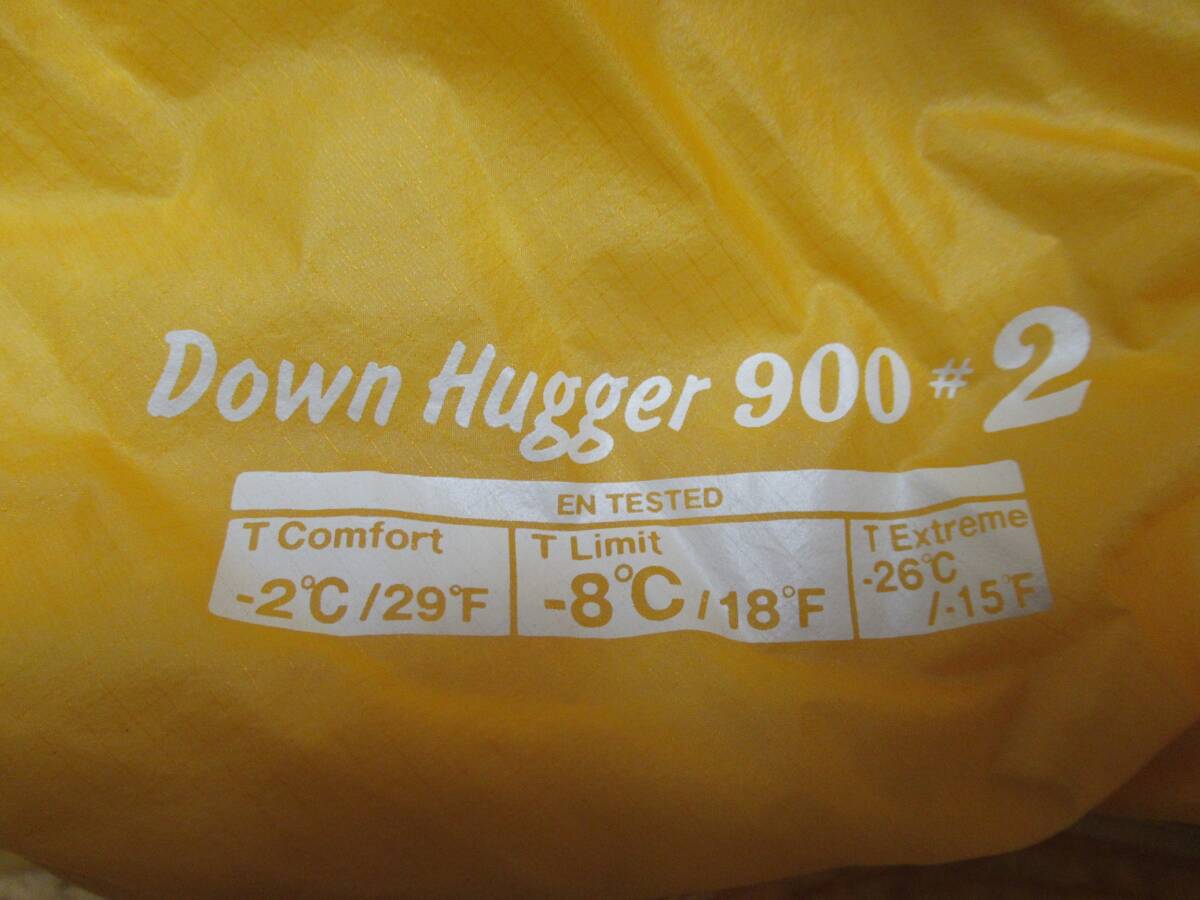 Down Hugger 900 #2
EN TESTED
T Comfort
-2°C/29°F
T Limit
-8°C/18°F
T Extreme
-26°C
/-15°F